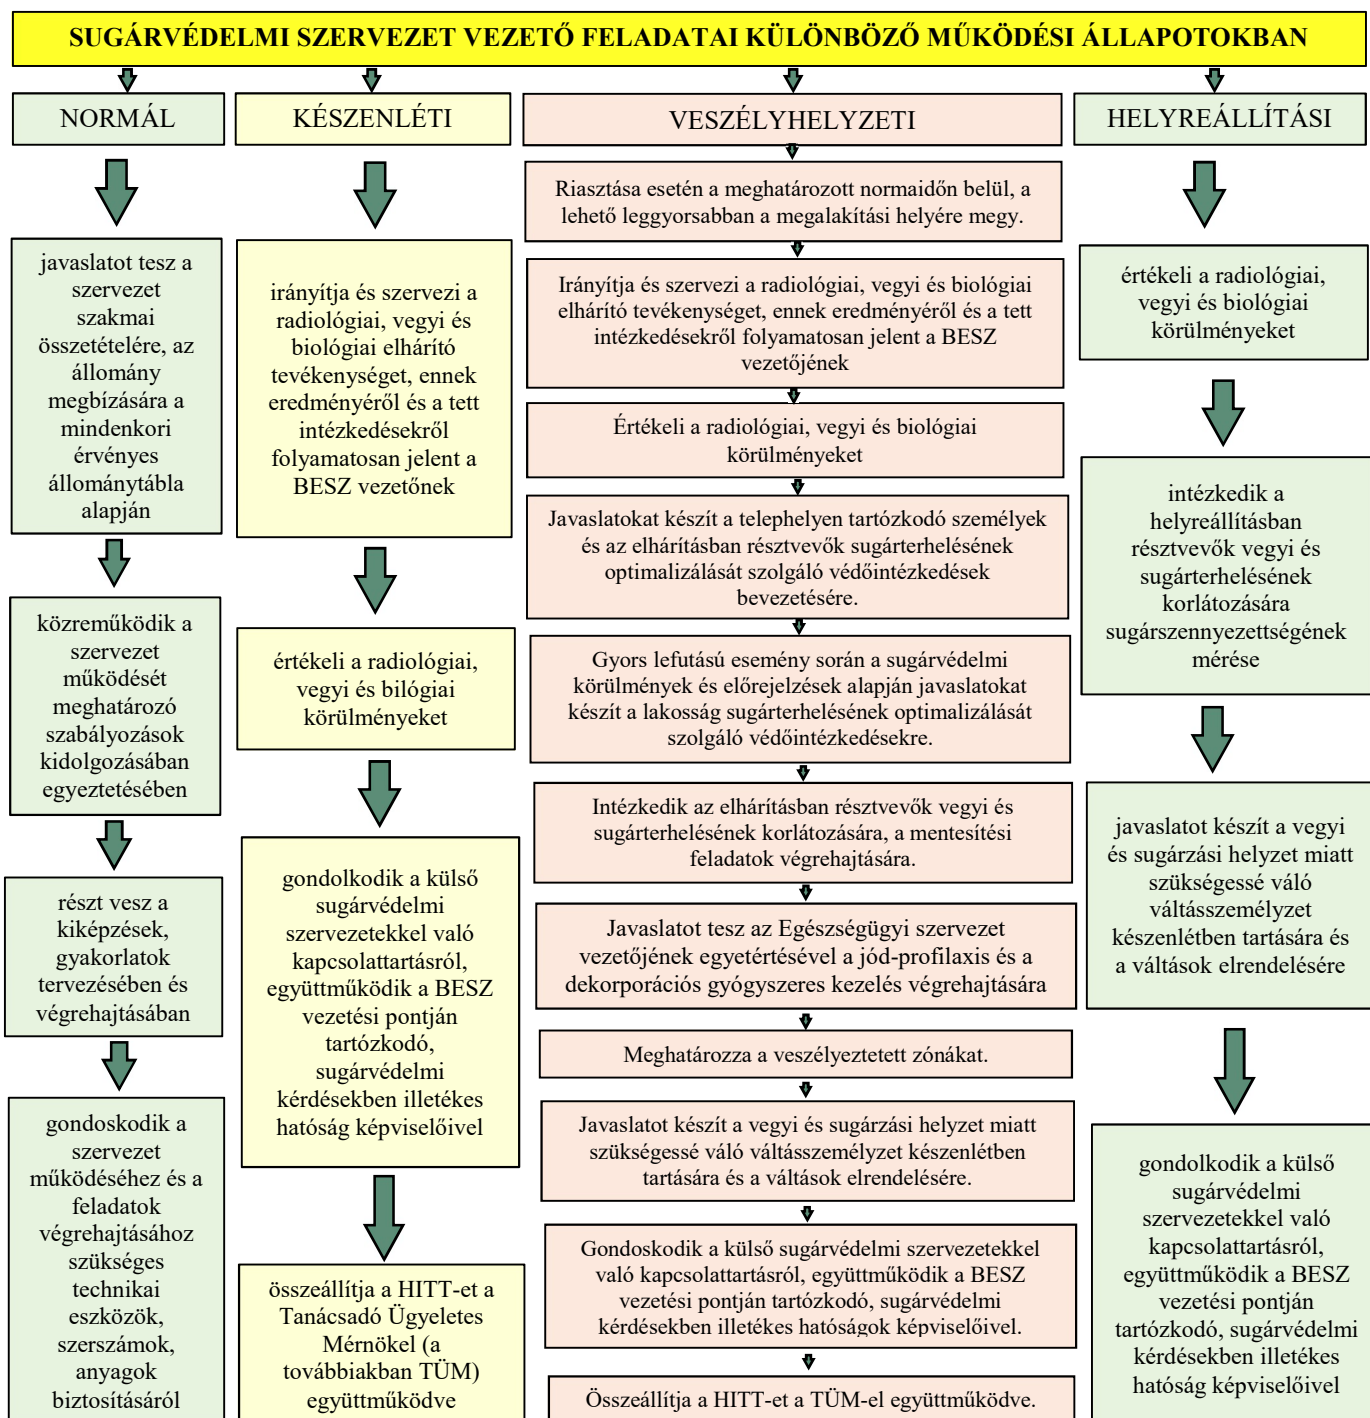 SUGÁRVÉDELMI SZERVEZET VEZETŐ FELADATAI KÜLÖNBÖZŐ MŰKÖDÉSI ÁLLAPOTOKBAN
NORMÁL
javaslatot tesz a
szervezet
szakmai
összetételére, az
állomány
megbízására a
mindenkori
érvényes
állománytábla
alapján
közreműködik a
szervezet
működését
meghatározó
szabályozások
kidolgozásában
egyeztetésében
részt vesz a
kiképzések,
gyakorlatok
tervezésében és
végrehajtásában
gondoskodik a
szervezet
működéséhez és a
feladatok
végrehajtásához
szükséges
technikai
eszközök,
szerszámok,
anyagok
biztosításáról
KÉSZENLÉTI
irányítja és szervezi a
radiológiai, vegyi és
biológiai elhárító
tevékenységet, ennek
eredményéről és a tett
intézkedésekről
folyamatosan jelent a
BESZ vezetőnek
értékeli a radiológiai,
vegyi és bilógiai
körülményeket
gondolkodik a külső
sugárvédelmi
szervezetekkel való
kapcsolattartásról,
együttműködik a BESZ
vezetési pontján
tartózkodó,
sugárvédelmi
kérdésekben illetékes
hatóság képviselőivel
összeállítja a HITT-et a
Tanácsadó Ügyeletes
Mérnökel (a
továbbiakban TÜM)
együttműködve
VESZÉLYHELYZETI
Riasztása esetén a meghatározott normaidőn belül, a
lehető leggyorsabban a megalakítási helyére megy.
Irányítja és szervezi a radiológiai, vegyi és biológiai
elhárító tevékenységet, ennek eredményéről és a tett
intézkedésekről folyamatosan jelent a BESZ
vezetőjének
Értékeli a radiológiai, vegyi és biológiai
körülményeket
Javaslatokat készít a telephelyen tartózkodó személyek
és az elhárításban résztvevők sugárterhelésének
optimalizálását szolgáló védőintézkedések
bevezetésére.
Gyors lefutású esemény során a sugárvédelmi
körülmények és előrejelzések alapján javaslatokat
készít a lakosság sugárterhelésének optimalizálását
szolgáló védőintézkedésekre.
Intézkedik az elhárításban résztvevők vegyi és
sugárterhelésének korlátozására, a mentesítési
feladatok végrehajtására.
Javaslatot tesz az Egészségügyi szervezet
vezetőjének egyetértésével a jód-profilaxis és a
dekorporációs gyógyszeres kezelés végrehajtására
Meghatározza a veszélyeztetett zónákat.
Javaslatot készít a vegyi és sugárzási helyzet miatt
szükségessé váló váltásszemélyzet készenlétben
tartására és a váltások elrendelésére.
Gondoskodik a külső sugárvédelmi szervezetekkel
való kapcsolattartásról, együttműködik a BESZ
vezetési pontján tartózkodó, sugárvédelmi
kérdésekben illetékes hatóságok képviselőivel.
Összeállítja a HITT-et a TÜM-el együttműködve.
HELYREÁLLÍTÁSI
értékeli a radiológiai,
vegyi és biológiai
körülményeket
intézkedik a
helyreállításban
résztvevők vegyi és
sugárterhelésének
korlátozására
sugárszennyezettségének
mérése
javaslatot készít a vegyi
és sugárzási helyzet miatt
szükségessé váló
váltásszemélyzet
készenlétben tartására és
a váltások elrendelésére
gondolkodik a külső
sugárvédelmi
szervezetekkel való
kapcsolattartásról,
együttműködik a BESZ
vezetési pontján
tartózkodó, sugárvédelmi
kérdésekben illetékes
hatóság képviselőivel